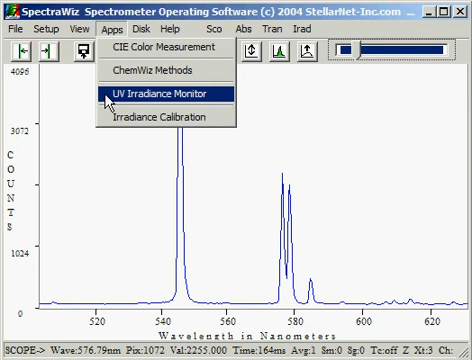 SpectraWiz Spectrometer Operating Software (c) 2004 StellarNet-Inc.com
File Setup View Apps Disk Help Sco Abs Tran Irad
CIE Color Measurement
ChemWiz Methods
UV Irradiance Monitor
Irradiance Calibration
4096
3072
COUNTS
1024
0
520 540 560 580 600 620
Wavelength in Nanometers
SCOPE-> Wave:576.79nm Pix:1072 Val:2255.000 Time:164ms Avg:1 Sm:0 Sg:0 Tc:off Z Xt:3 Ch: